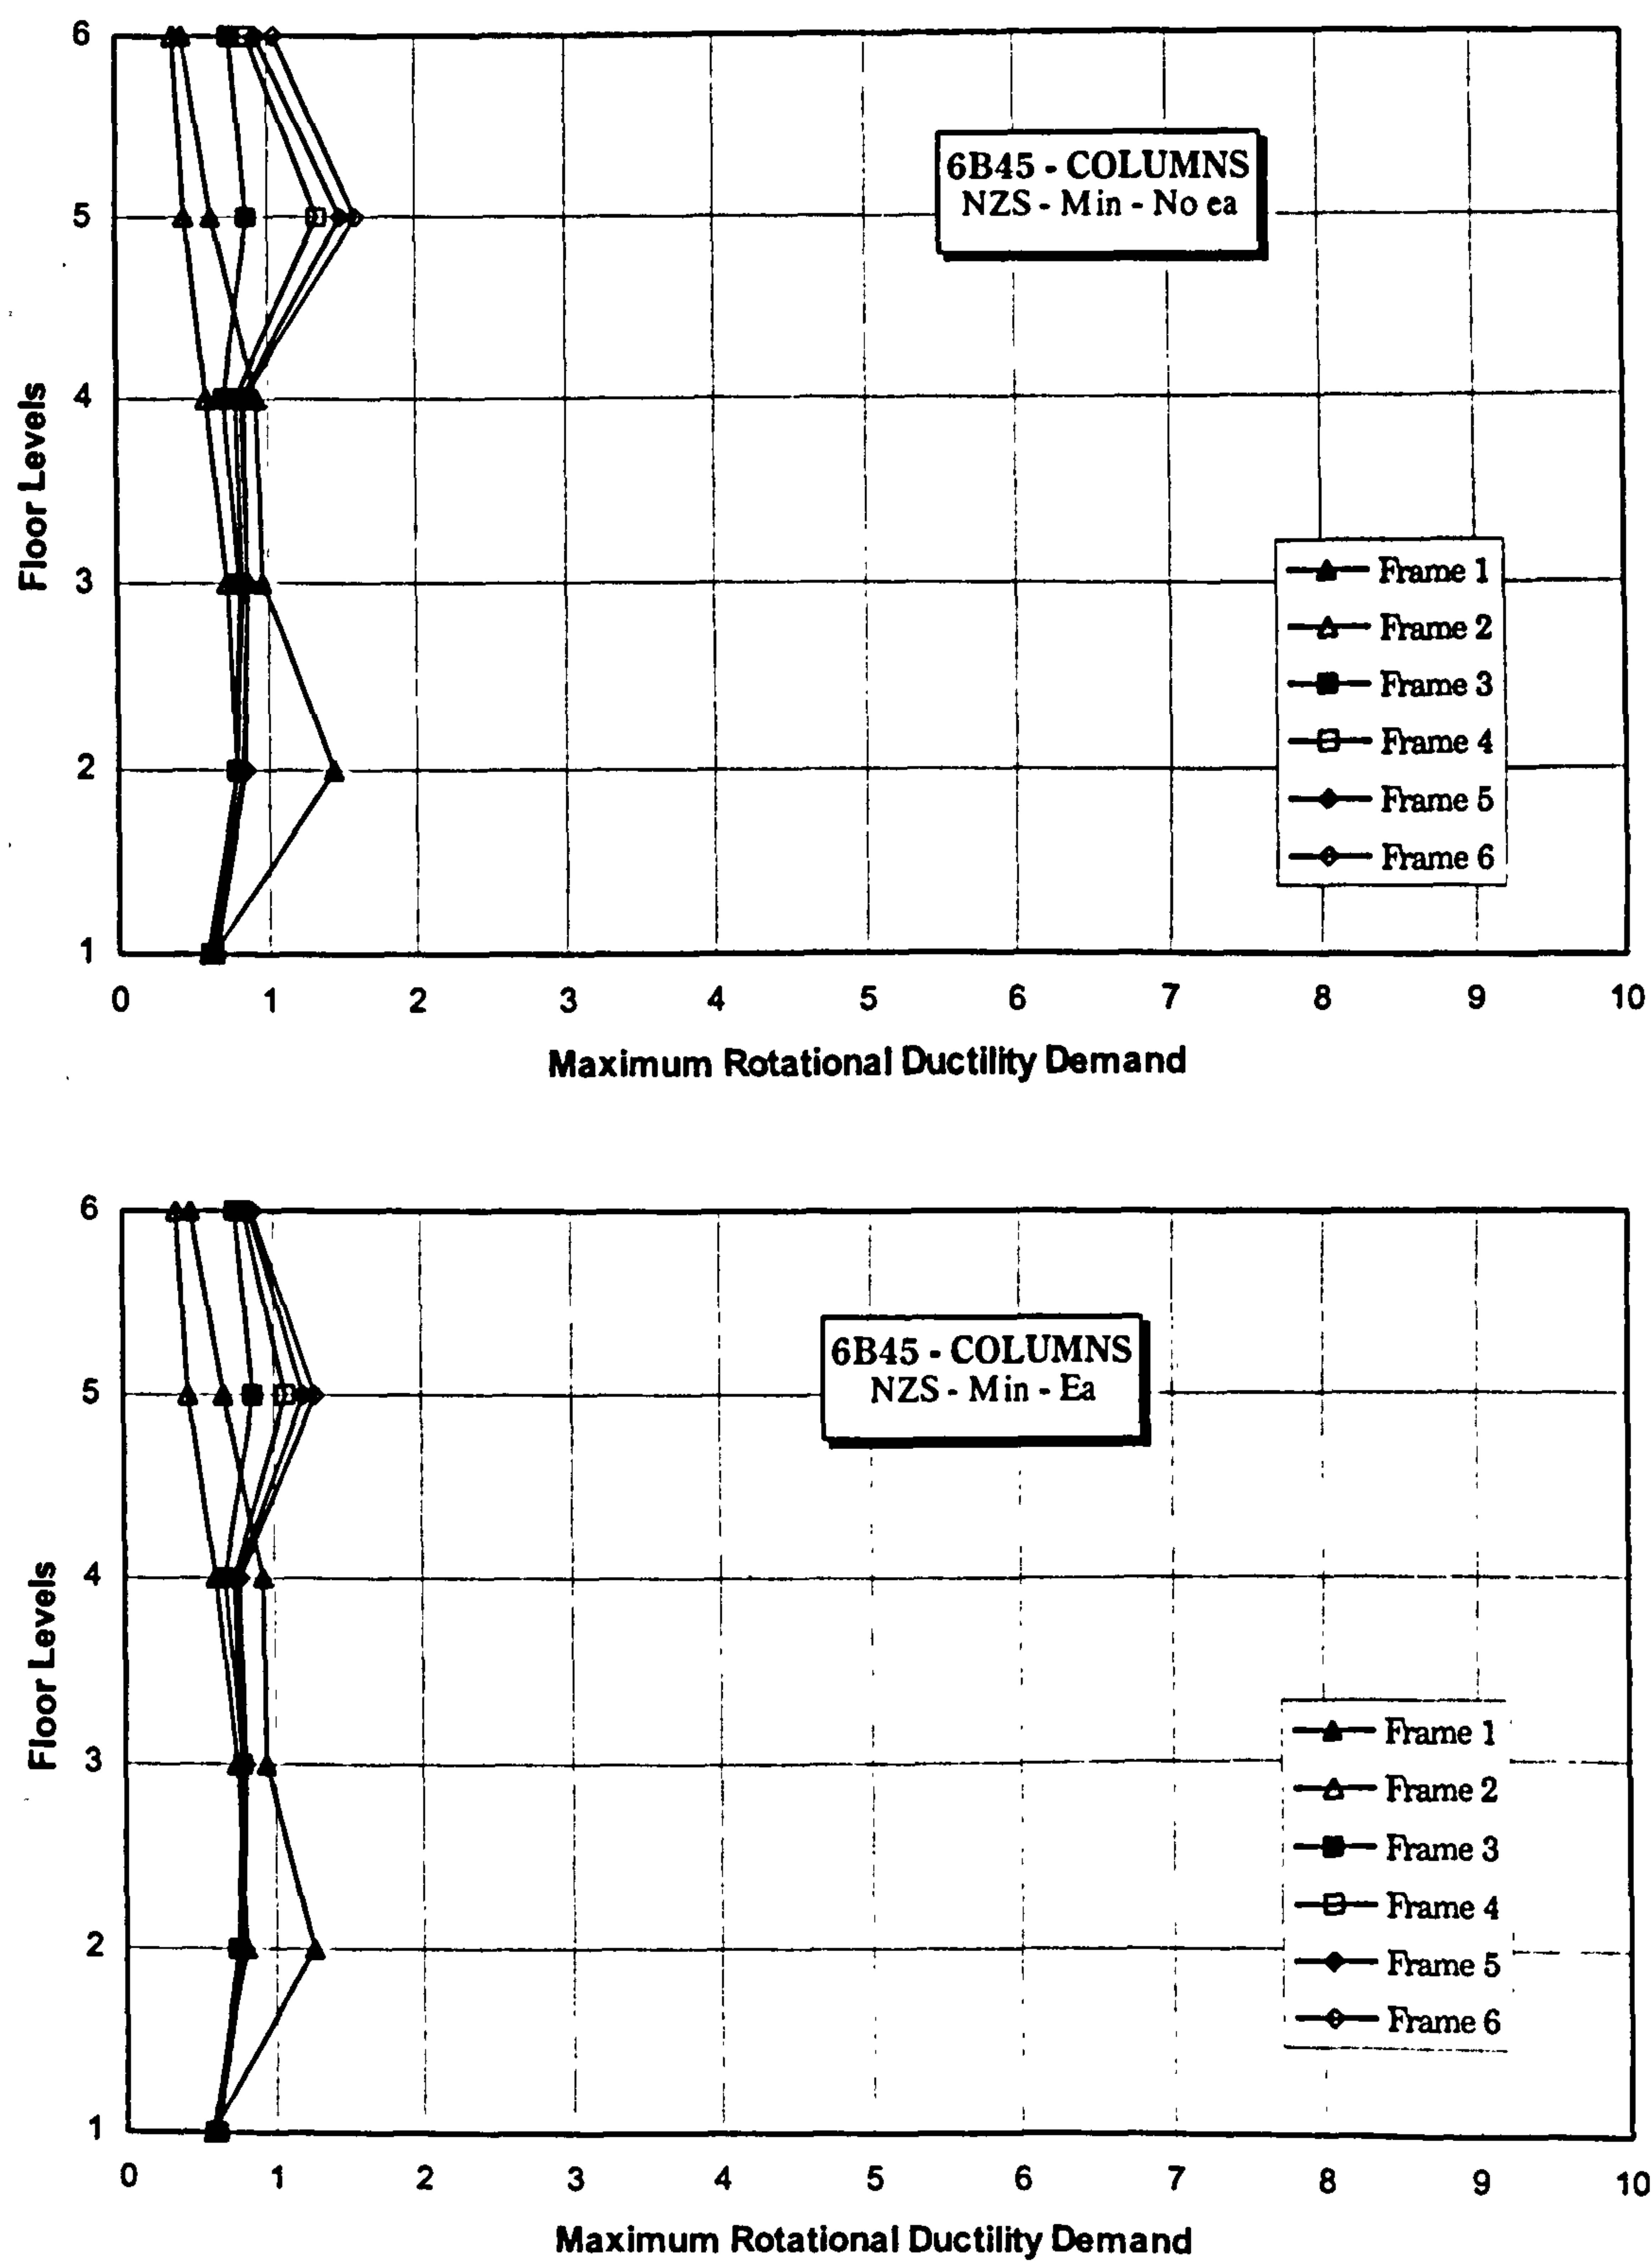 6
5
4
3
2
1
Floor Levels
6B45 - COLUMNS
NZS - Min - No ea
Frame 1
Frame 2
Frame 3
Frame 4
Frame 5
Frame 6
0 1 2 3 4 5 6 7 8 9 10
Maximum Rotational Ductility Demand
6
5
4
3
2
1
Floor Levels
6B45 - COLUMNS
NZS - Min - Ea
Frame 1
Frame 2
Frame 3
Frame 4
Frame 5
Frame 6
0 1 2 3 4 5 6 7 8 9 10
Maximum Rotational Ductility Demand